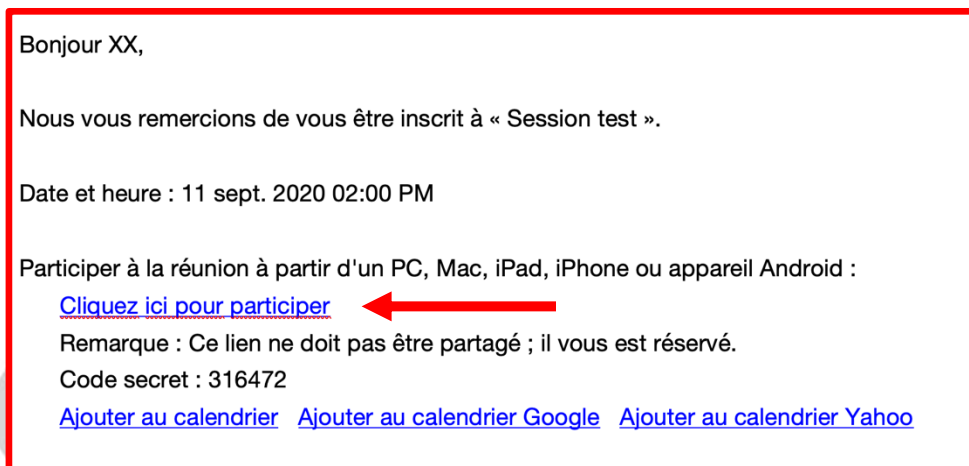 Bonjour XX,
Nous vous remercions de vous être inscrit à « Session test ».
Date et heure : 11 sept. 2020 02:00 PM
Participer à la réunion à partir d'un PC, Mac, iPad, iPhone ou appareil Android :
Cliquez ici pour participer
Remarque : Ce lien ne doit pas être partagé ; il vous est réservé.
Code secret : 316472
Ajouter au calendrier Ajouter au calendrier Google Ajouter au calendrier Yahoo